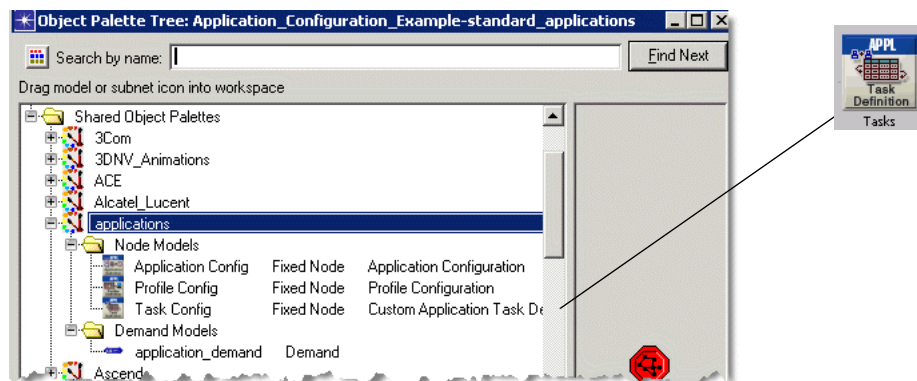 Object Palette Tree: Application_Configuration_Example-standard_applications
Search by name:
Find Next
Drag model or subnet icon into workspace
Shared Object Palettes
3Com
3DNV_Animations
ACE
Alcatel_Lucent
applications
Node Models
Application Config Fixed Node Application Configuration
Profile Config Fixed Node Profile Configuration
Task Config Fixed Node Custom Application Task De
Demand Models
application_demand Demand
Ascend
APPL
Task
Definition
Tasks